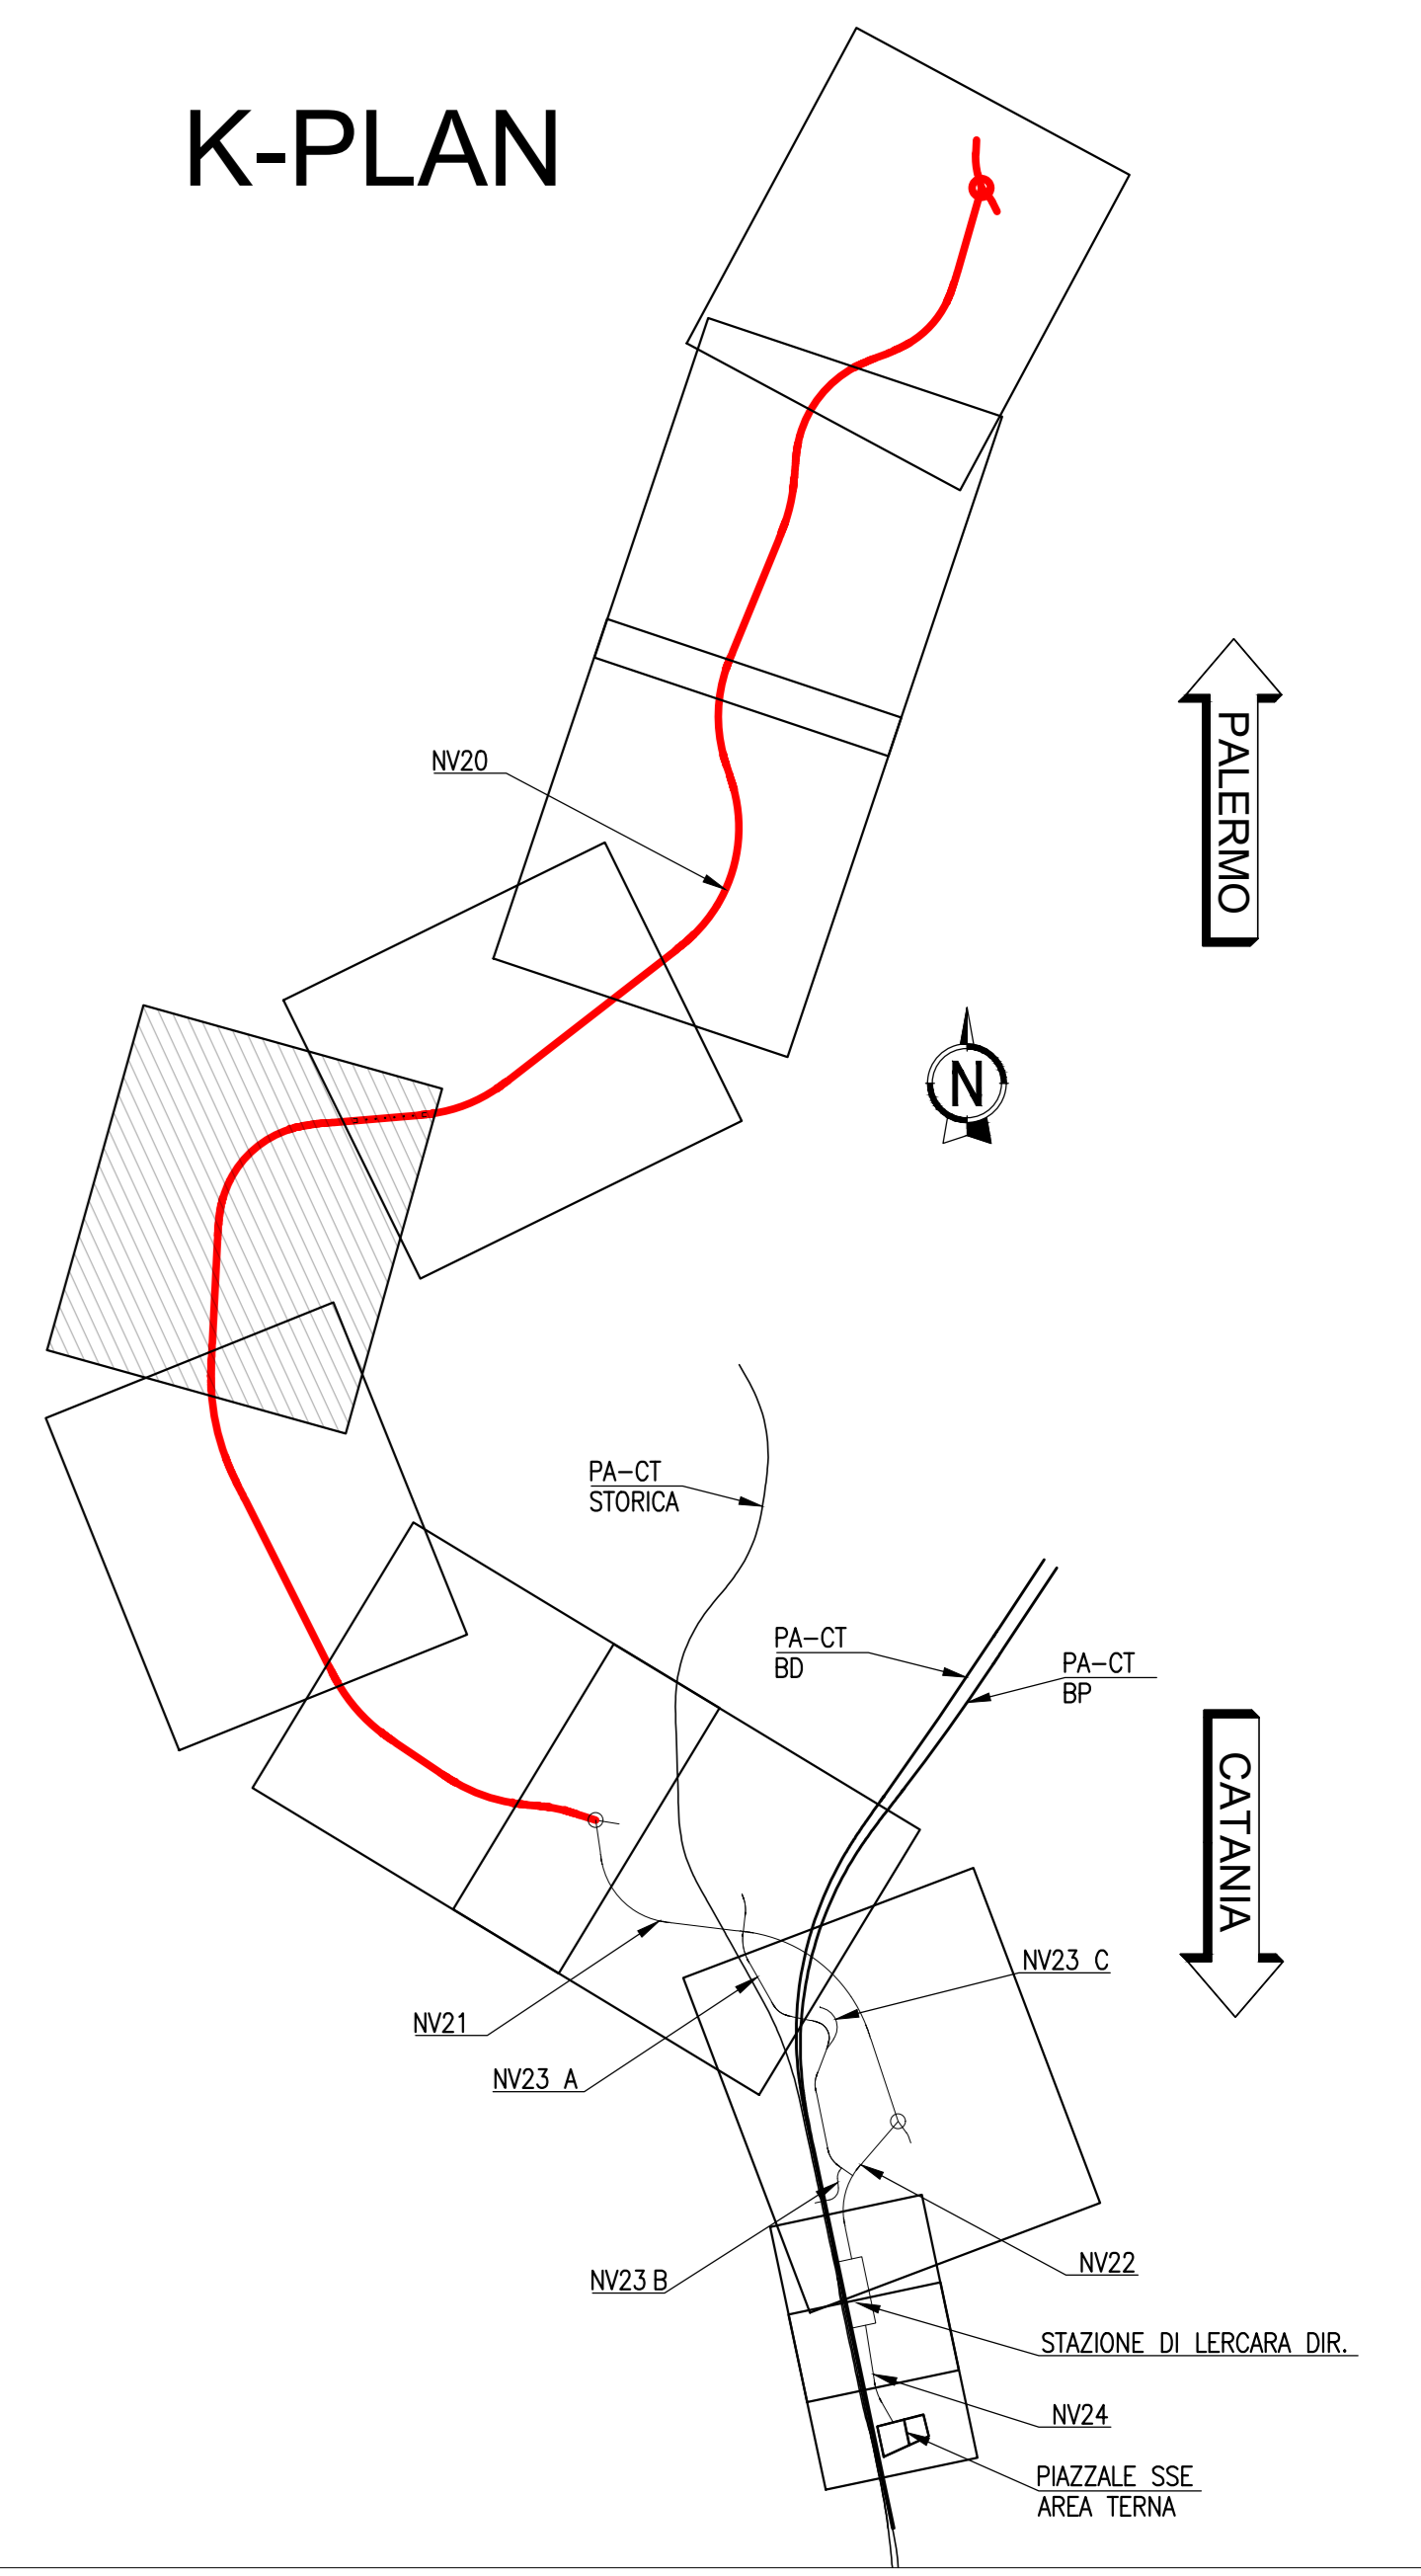 K-PLAN
PALERMO
NV20
N
PA-CT
STORICA
PA-CT
BD
PA-CT
BP
CATANIA
NV23 C
NV21
NV23 A
NV22
NV23 B
STAZIONE DI LERCARA DIR.
NV24
PIAZZALE SSE
AREA TERNA